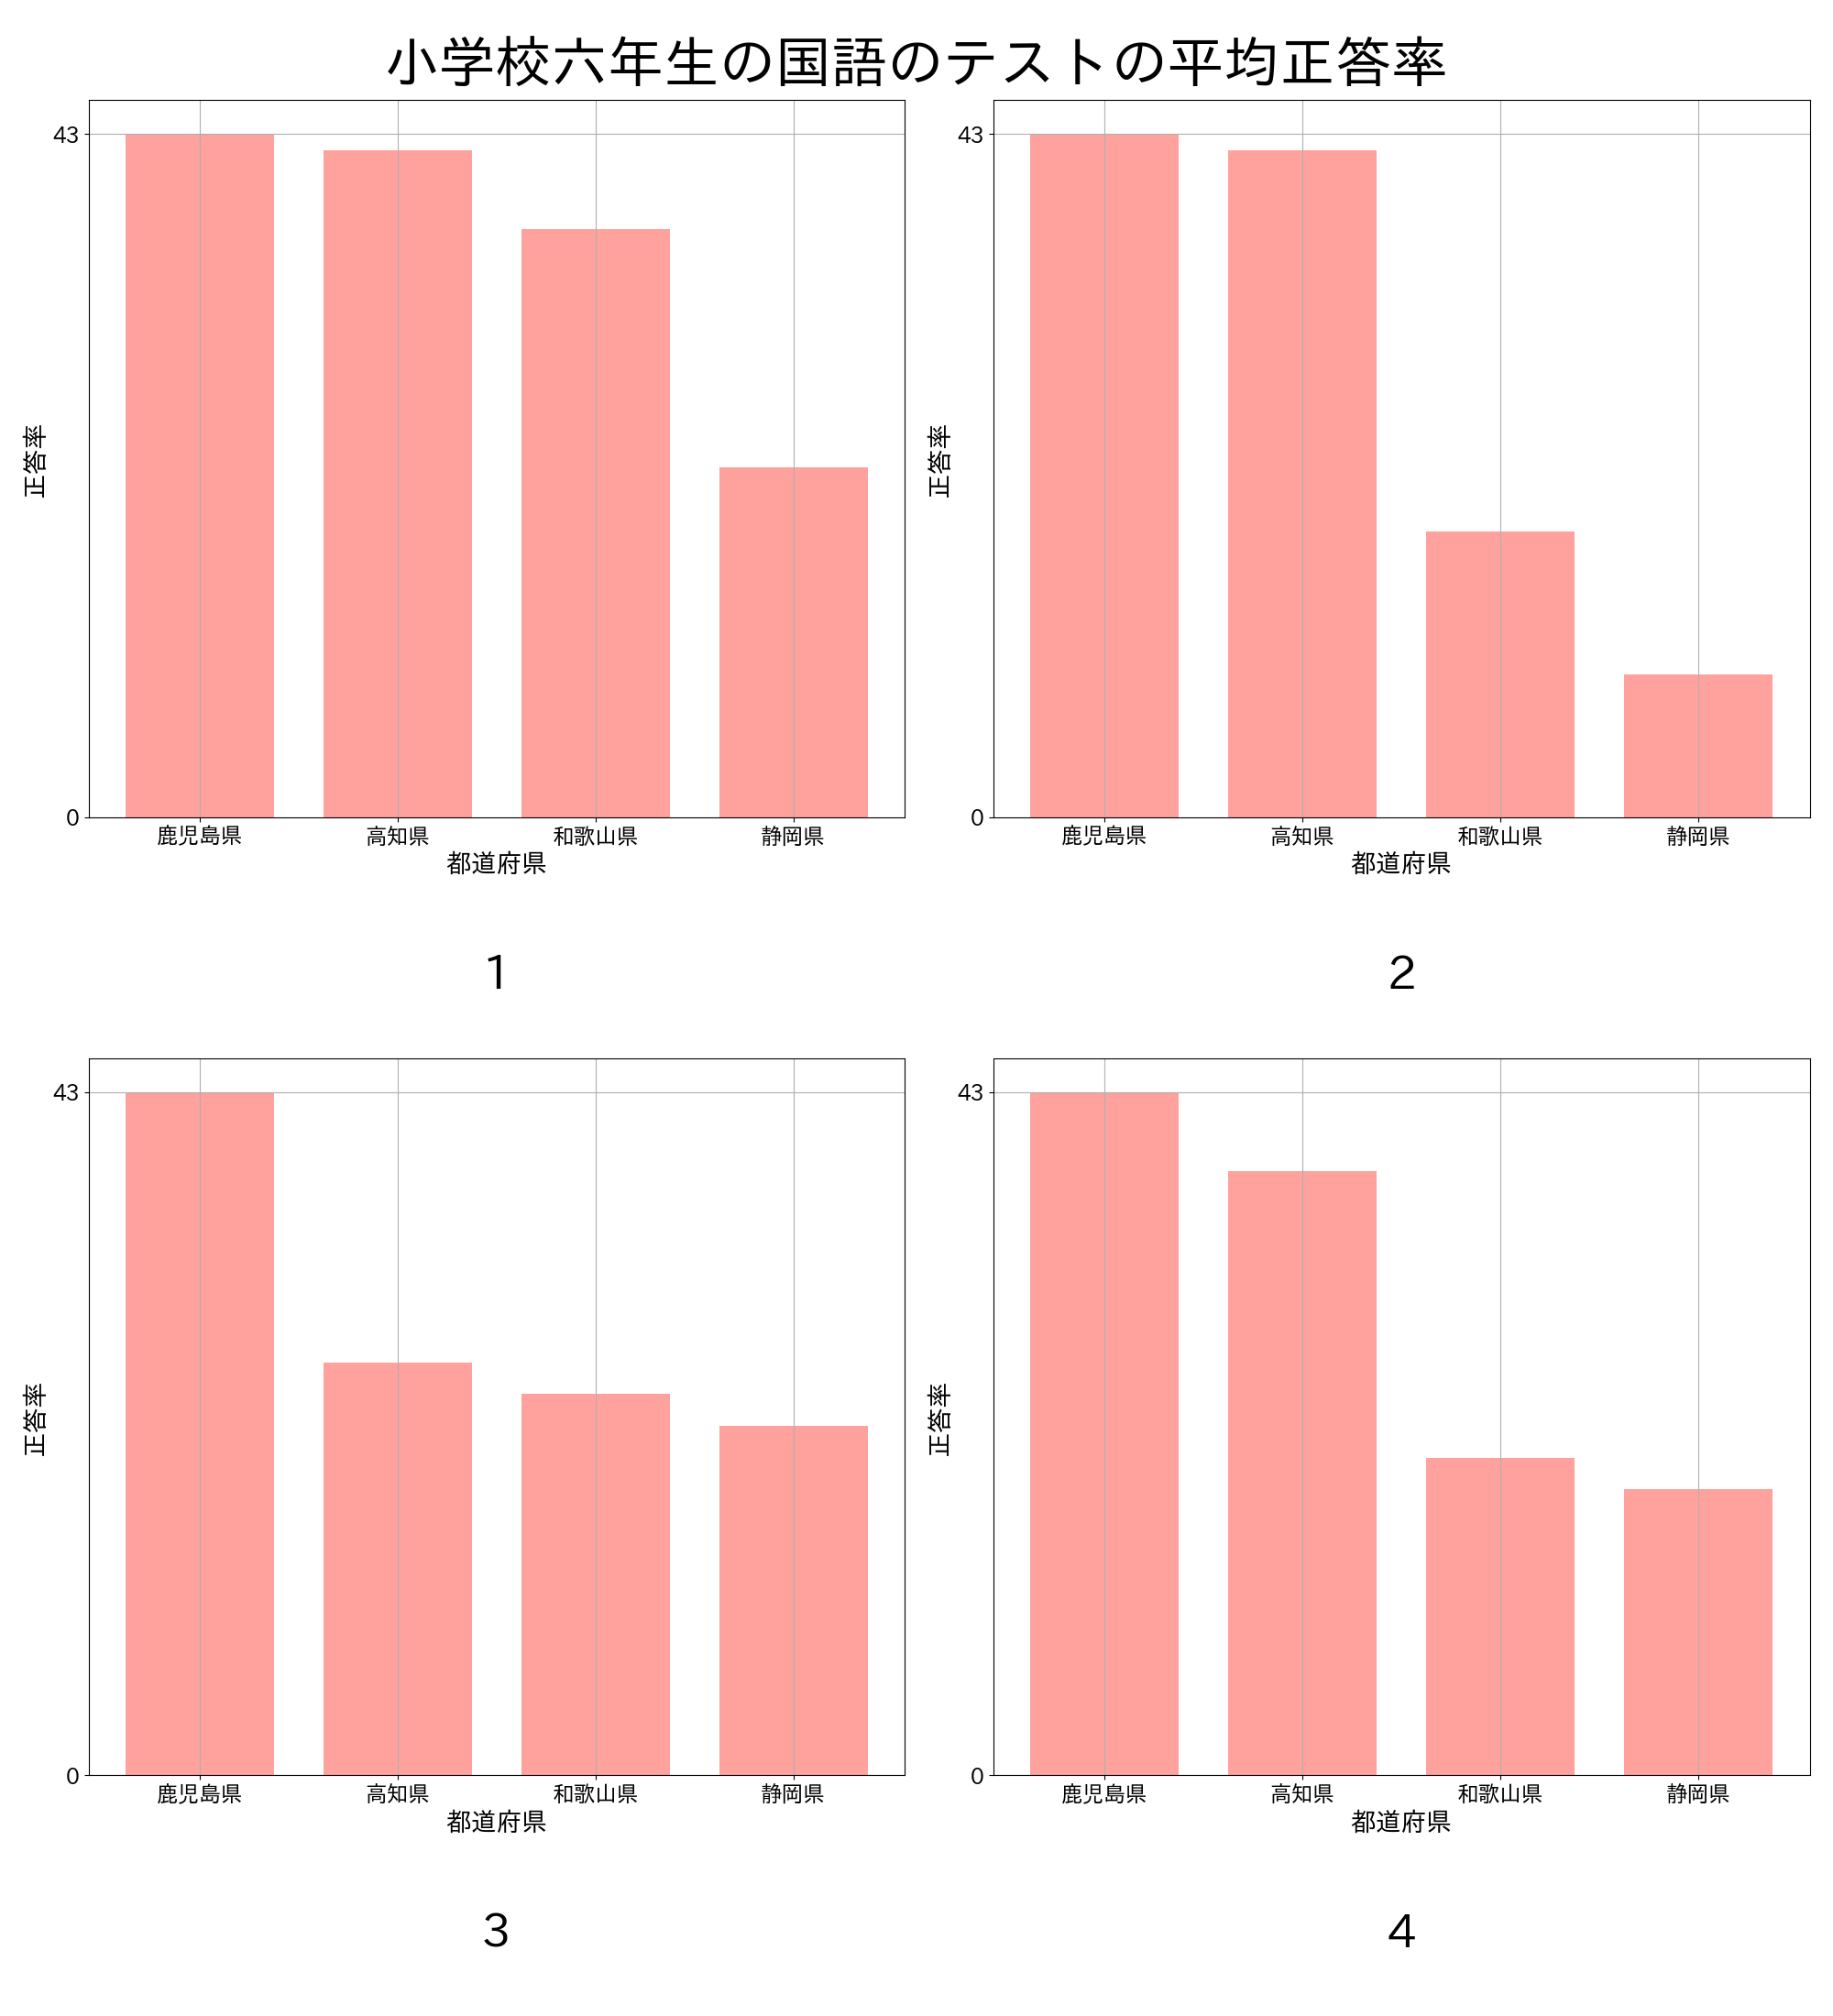 小学校六年生の国語のテストの平均正答率
43
0
正答率
鹿児島県 高知県 和歌山県 静岡県
都道府県
1
43
0
正答率
鹿児島県 高知県 和歌山県 静岡県
都道府県
2
43
0
正答率
鹿児島県 高知県 和歌山県 静岡県
都道府県
3
43
0
正答率
鹿児島県 高知県 和歌山県 静岡県
都道府県
4